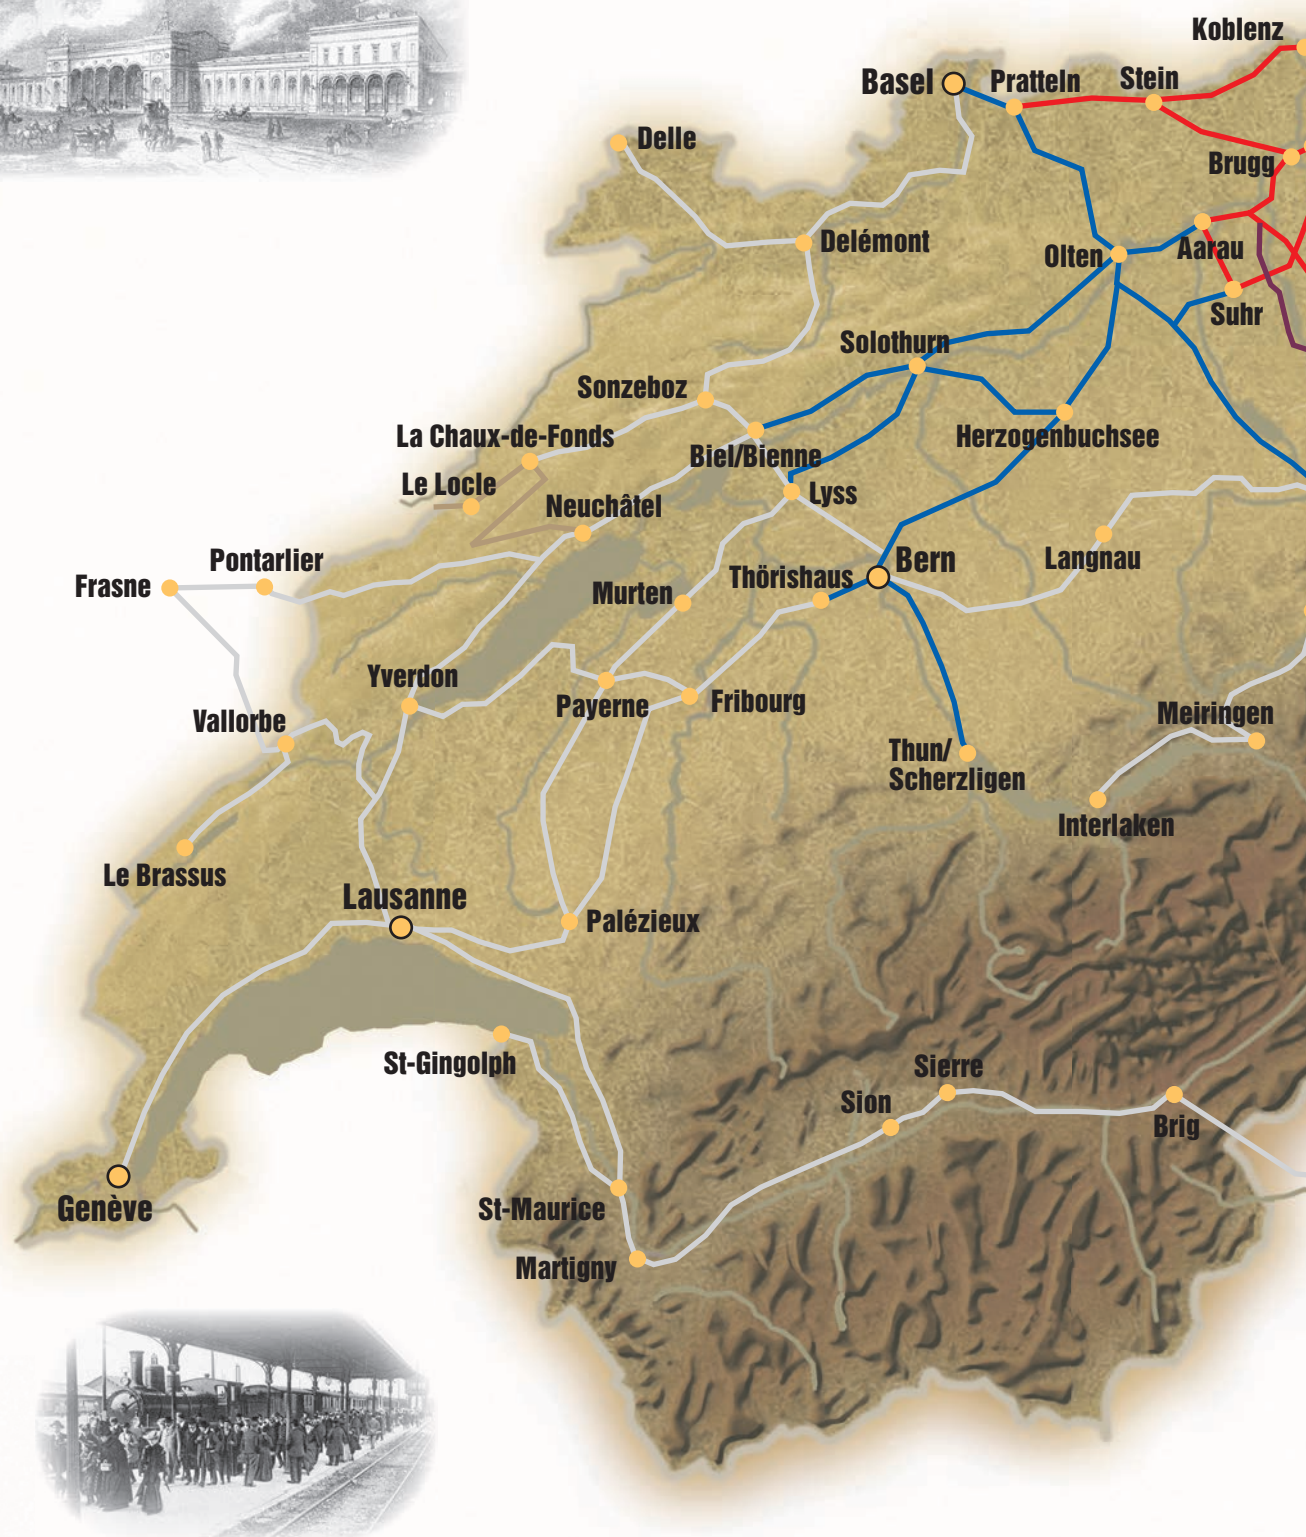 Koblenz
Basel
Pratteln
Stein
Delle
Brugg
Delémont
Olten
Aarau
Suhr
Solothurn
Sonzeboz
La Chaux-de-Fonds
Herzogenbuchsee
Biel/Bienne
Le Locle
Lyss
Neuchâtel
Pontarlier
Bern
Langnau
Frasne
Thörishaus
Murten
Yverdon
Payerne
Fribourg
Vallorbe
Meiringen
Thun/
Scherzligen
Interlaken
Le Brassus
Lausanne
Palézieux
St-Gingolph
Sierre
Sion
Brig
Genève
St-Maurice
Martigny